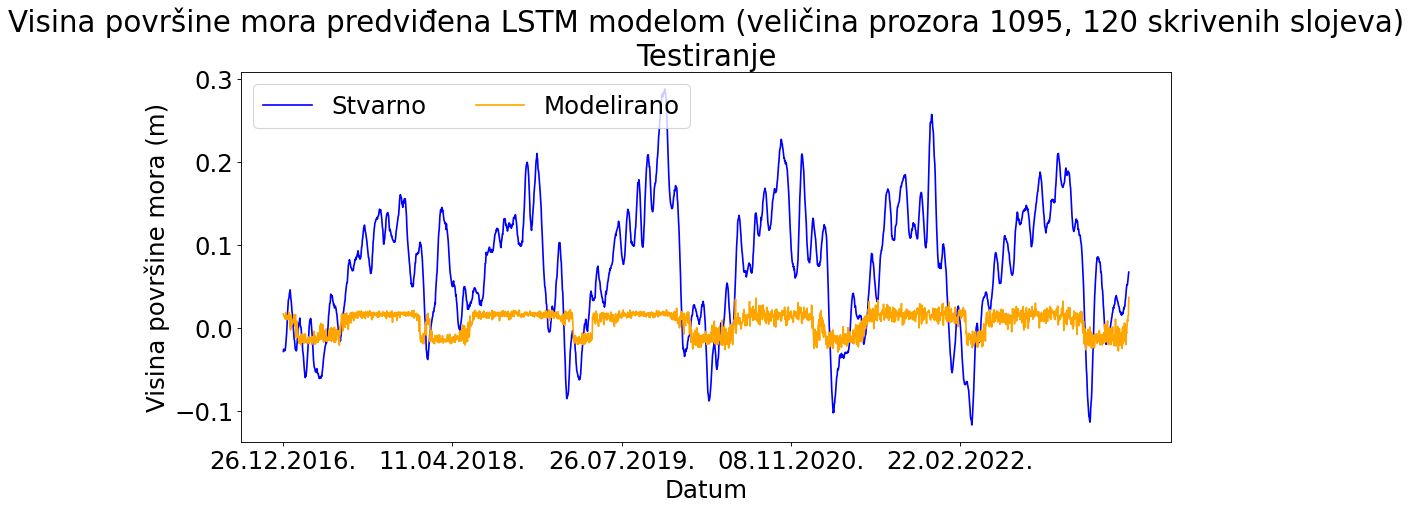 Visina površine mora predviđena LSTM modelom (veličina prozora 1095, 120 skrivenih slojeva)
Testiranje
Stvarno Modelirano
Visina površine mora (m)
0.3
0.2
0.1
0.0
−0.1
26.12.2016. 11.04.2018. 26.07.2019. 08.11.2020. 22.02.2022.
Datum